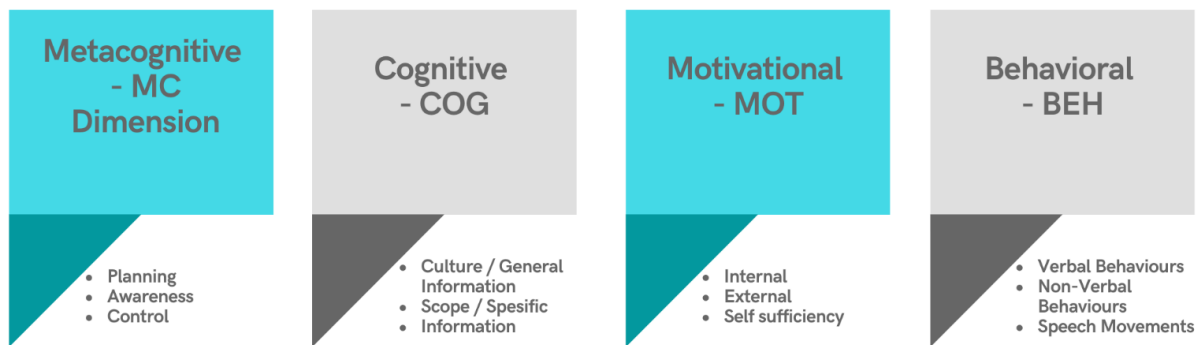 Metacognitive
- MC
Dimension
• Planning
• Awareness
• Control
Cognitive
- COG
• Culture / General
Information
• Scope / Spesific
• Information
Motivational
- MOT
• Internal
• External
• Self sufficiency
Behavioral
- BEH
• Verbal Behaviours
• Non-Verbal
Behaviours
• Speech Movements